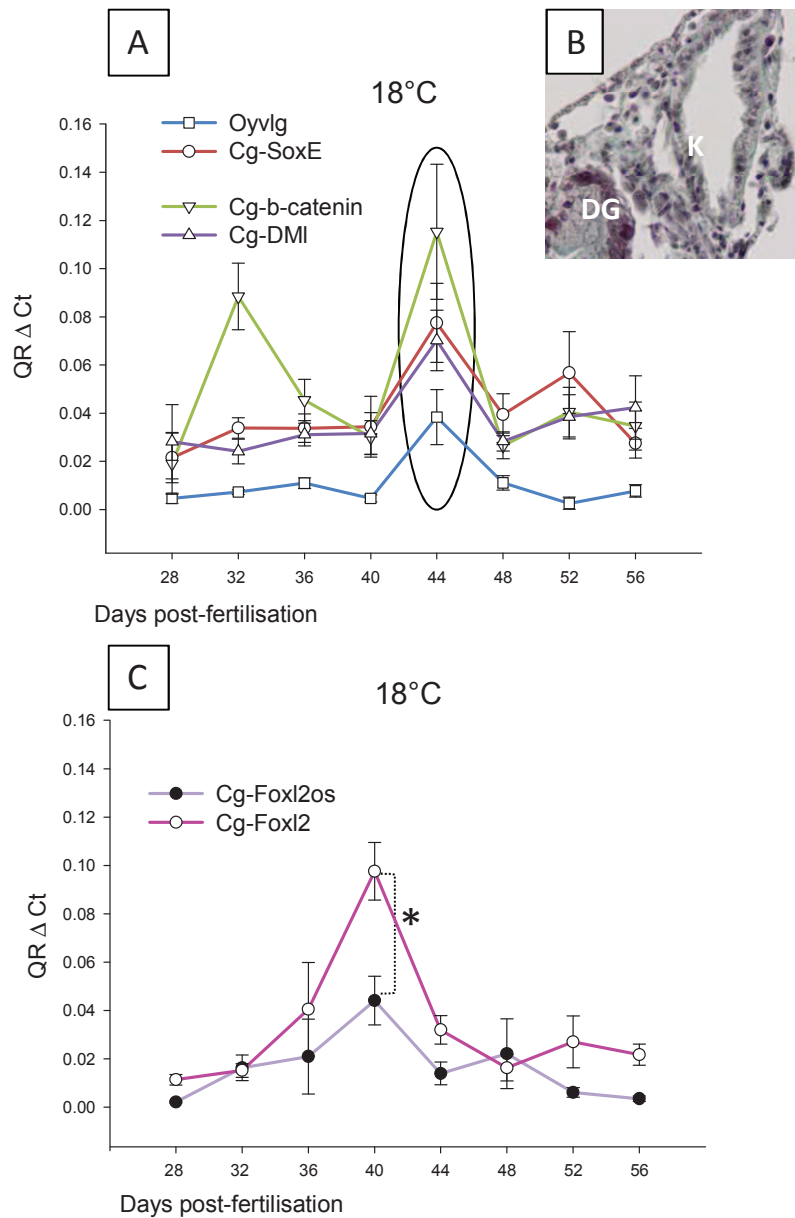 A
B
18°C
Oyvlg
Cg-SoxE
Cg-b-catenin
Cg-DMI
K
DG
0.16
0.14
0.12
0.10
0.08
0.06
0.04
0.02
0.00
QR Δ Ct
28 32 36 40 44 48 52 56
Days post-fertilisation
C
18°C
Cg-Foxl2os
Cg-Foxl2
*
0.16
0.14
0.12
0.10
0.08
0.06
0.04
0.02
0.00
QR Δ Ct
28 32 36 40 44 48 52 56
Days post-fertilisation